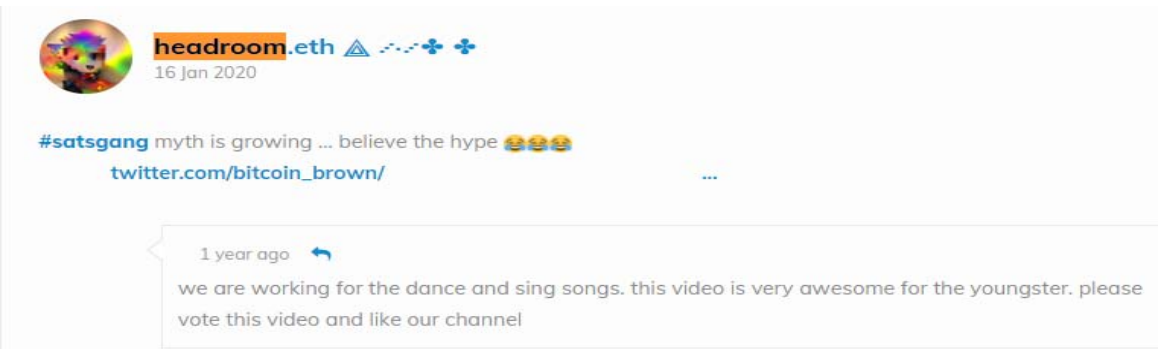 headroom.eth ⟁ ⋰⋅⋰✤ ✤
16 Jan 2020
#satsgang myth is growing ... believe the hype 😂😂😂
twitter.com/bitcoin_brown/ ...
1 year ago
we are working for the dance and sing songs. this video is very awesome for the youngster. please
vote this video and like our channel